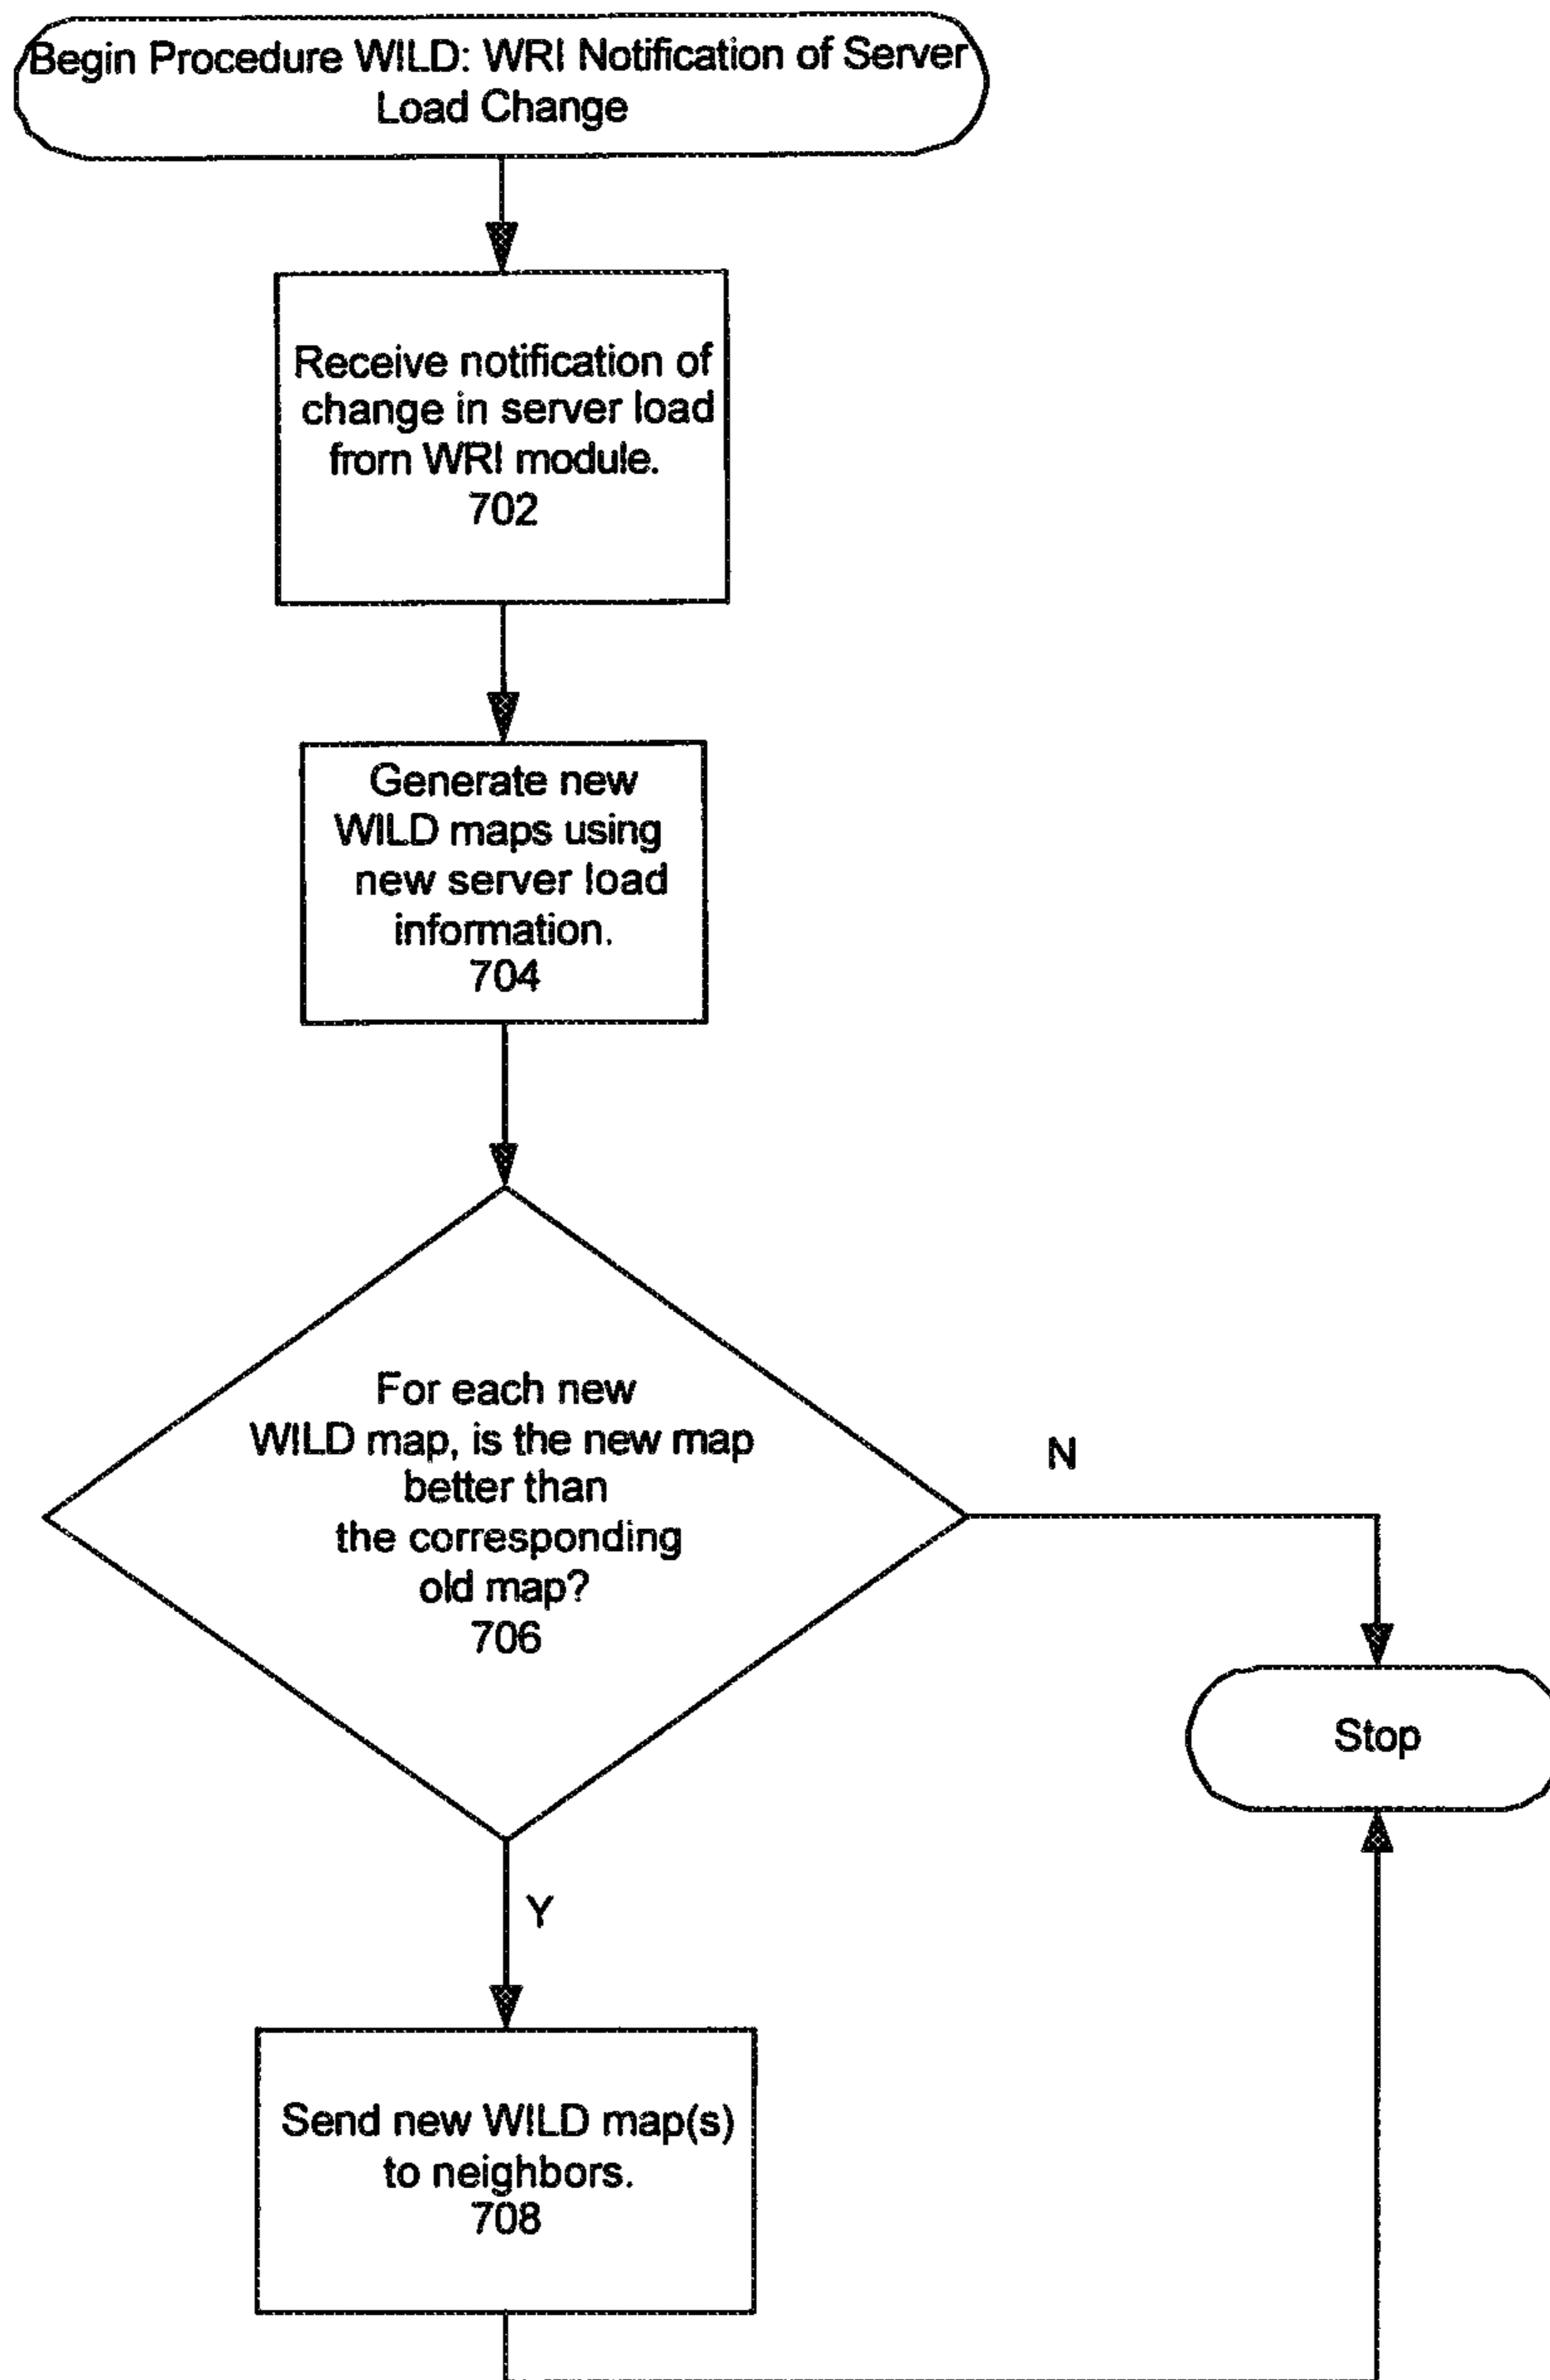 Begin Procedure WILD: WRI Notification of Server
Load Change
Receive notification of
change in server load
from WRI module.
702
Generate new
WILD maps using
new server load
information.
704
For each new
WILD map, is the new map
better than
the corresponding
old map?
706
N
Stop
Y
Send new WILD map(s)
to neighbors.
708